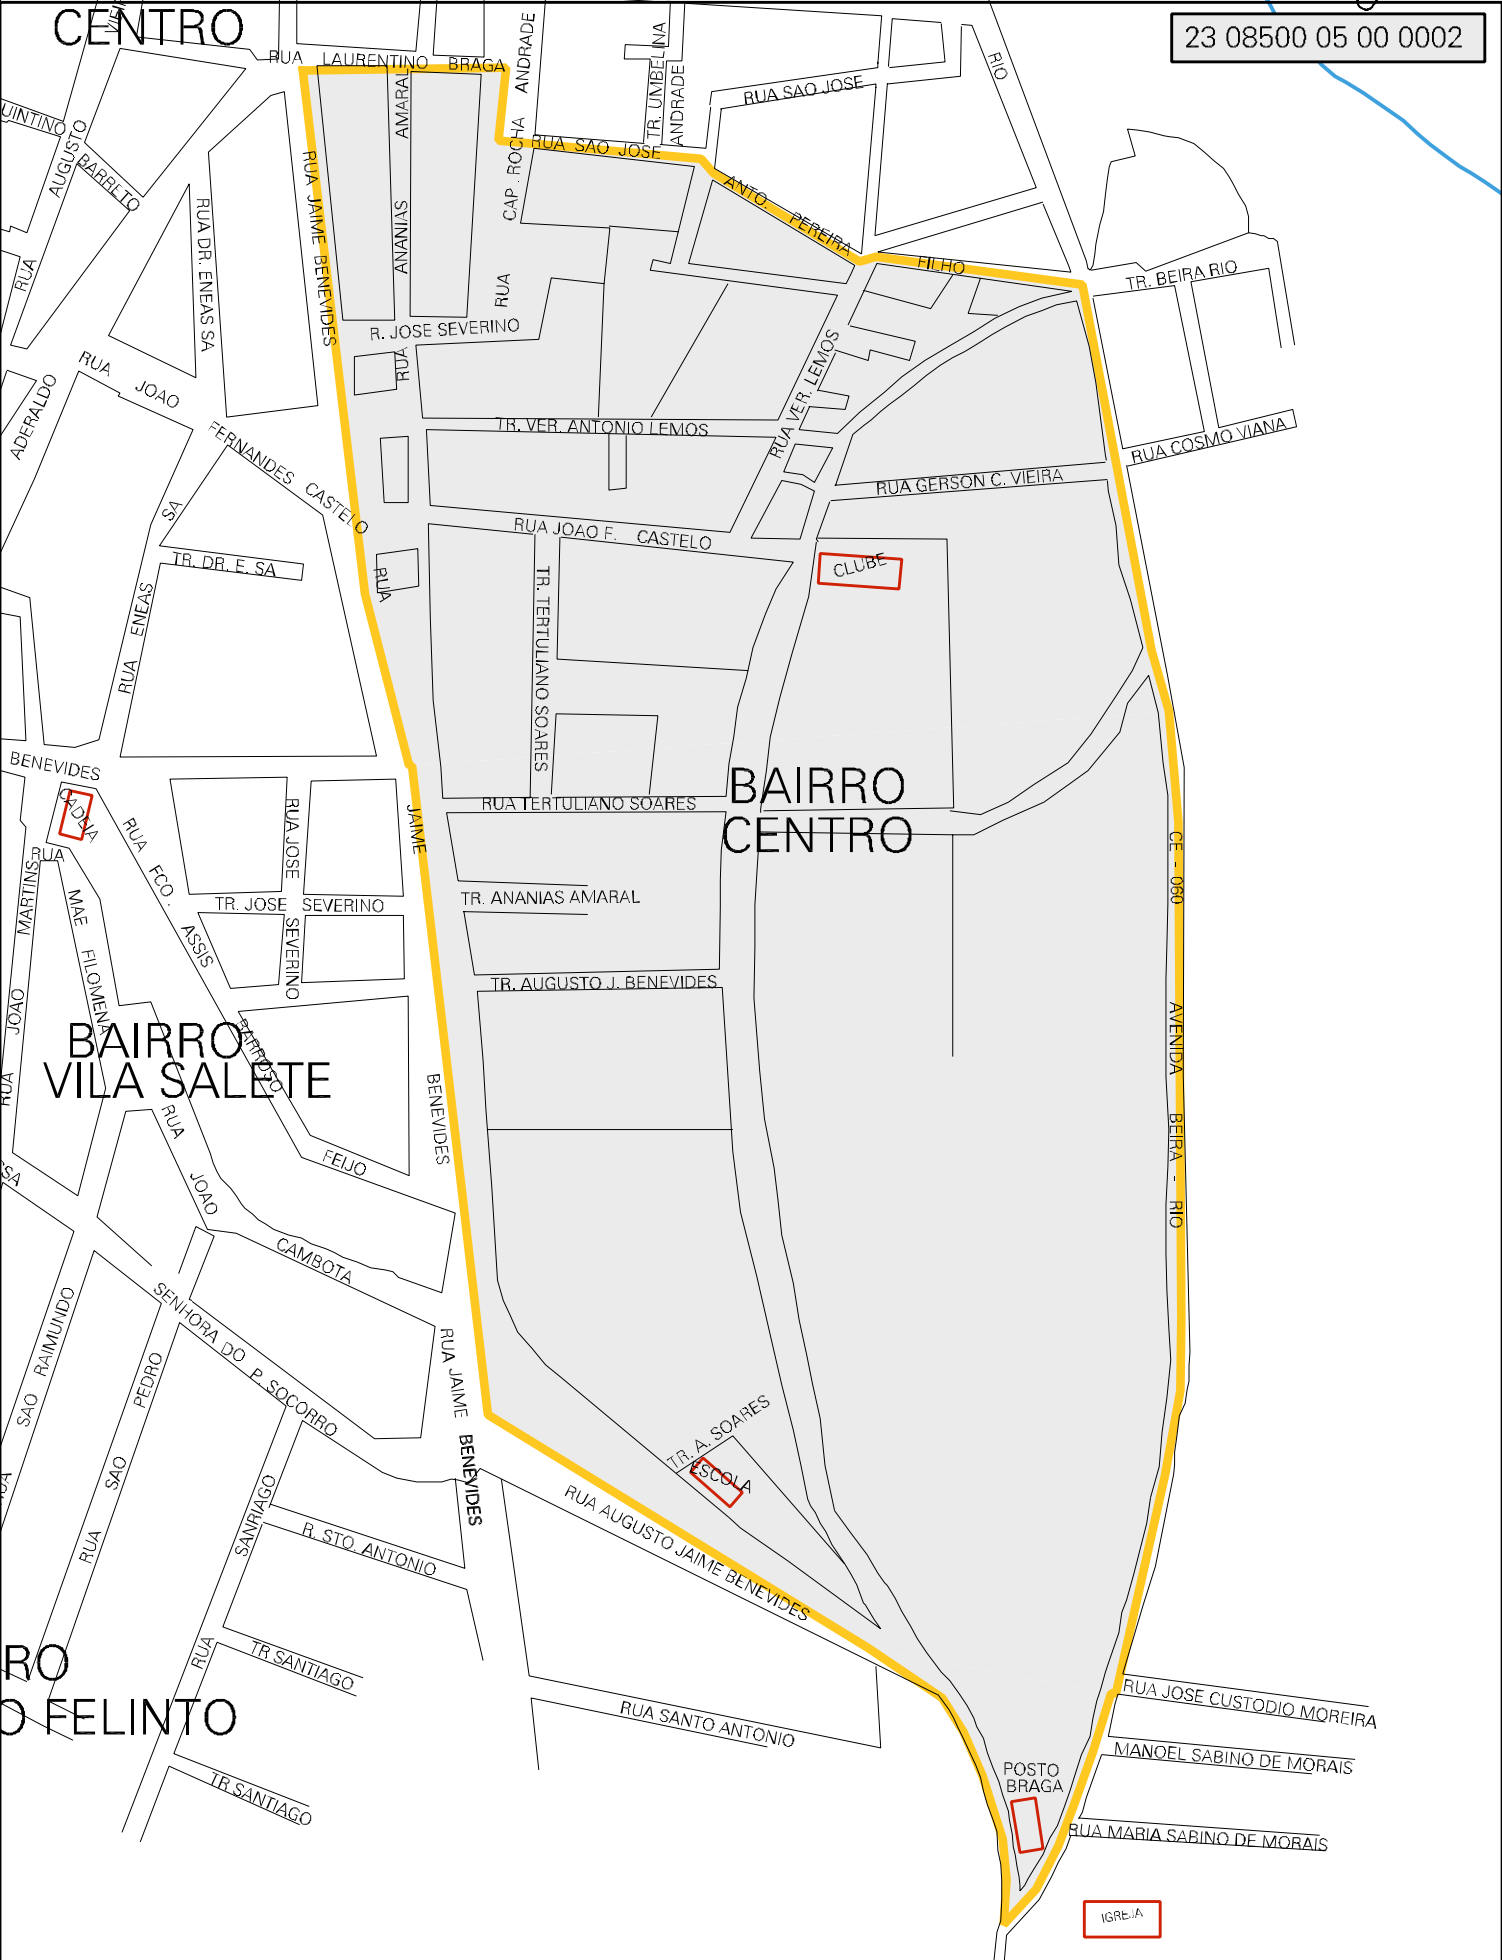 CENTRO
23 08500 05 00 0002
RUA LAURENTINO BRAGA
CAP. ROCHA ANDRADE
TR. UMBELINA
ANDRADE
RUA SAO JOSE
RIO
UINTINO
RUA AUGUSTO
BARRETO
RUA DR. ENEAS SA
RUA JAIME BENEVIDES
ANANIAS AMARAL
RUA SAO JOSE
ANTO. PEREIRA FILHO
TR. BEIRA RIO
RUA
R. JOSE SEVERINO
RUA
RUA VER. LEMOS
TR. VER. ANTONIO LEMOS
RUA COSMO VIANA
RUA GERSON C. VIEIRA
ADERALDO
RUA JOAO FERNANDES CASTELO
RUA JOAO F. CASTELO
CLUBE
TR. DR. E. SA
RUA ENEAS SA
RUA
TR. TERTULIANO SOARES
BENEVIDES
CADEIA
RUA
RUA TERTULIANO SOARES
BAIRRO
CENTRO
JAIME
RUA JOSE SEVERINO
RUA FCO. ASSIS BARROSO FEIJO
TR. JOSE SEVERINO
TR. ANANIAS AMARAL
TR. AUGUSTO J. BENEVIDES
CE - 060 AVENIDA BEIRA - RIO
MAE FILOMENA
RUA JOAO MARTINS
BAIRRO
VILA SALETE
BENEVIDES
RUA JOAO CAMBOTA
SSA
SENHORA DO P. SOCORRO
SAO RAIMUNDO
UA
RUA SAO PEDRO
RUA JAIME BENEVIDES
RUA SANRIAGO
R. STO. ANTONIO
TR. A. SOARES
ESCOLA
RUA AUGUSTO JAIME BENEVIDES
TR SANTIAGO
RO
O FELINTO
RUA SANTO ANTONIO
RUA JOSE CUSTODIO MOREIRA
MANOEL SABINO DE MORAIS
POSTO
BRAGA
TR SANTIAGO
RUA MARIA SABINO DE MORAIS
IGREJA